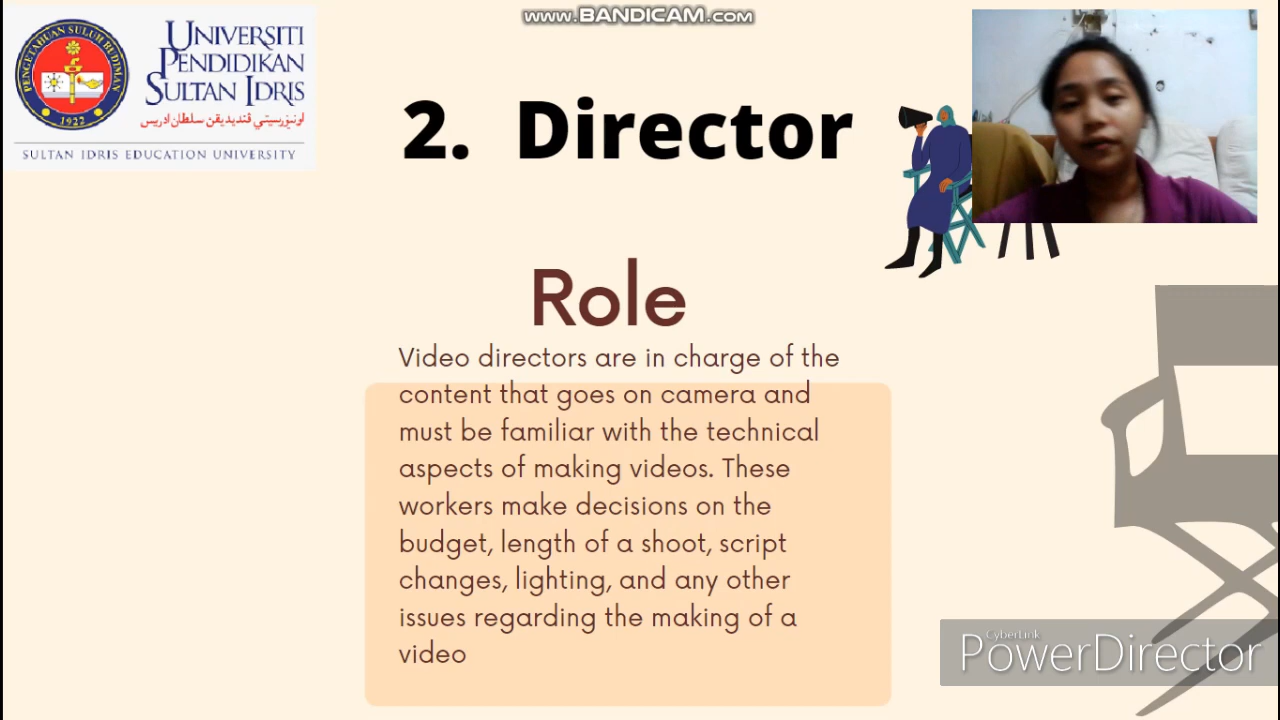 www.BANDICAM.com
PENGETAHUAN SULUH BUDIMAN
1922
UNIVERSITI
PENDIDIKAN
SULTAN IDRIS
اونيۏرسيتي ڤنديديقن سلطان ادريس
SULTAN IDRIS EDUCATION UNIVERSITY
2. Director
Role
Video directors are in charge of the
content that goes on camera and
must be familiar with the technical
aspects of making videos. These
workers make decisions on the
budget, length of a shoot, script
changes, lighting, and any other
issues regarding the making of a
video
CyberLink
PowerDirector